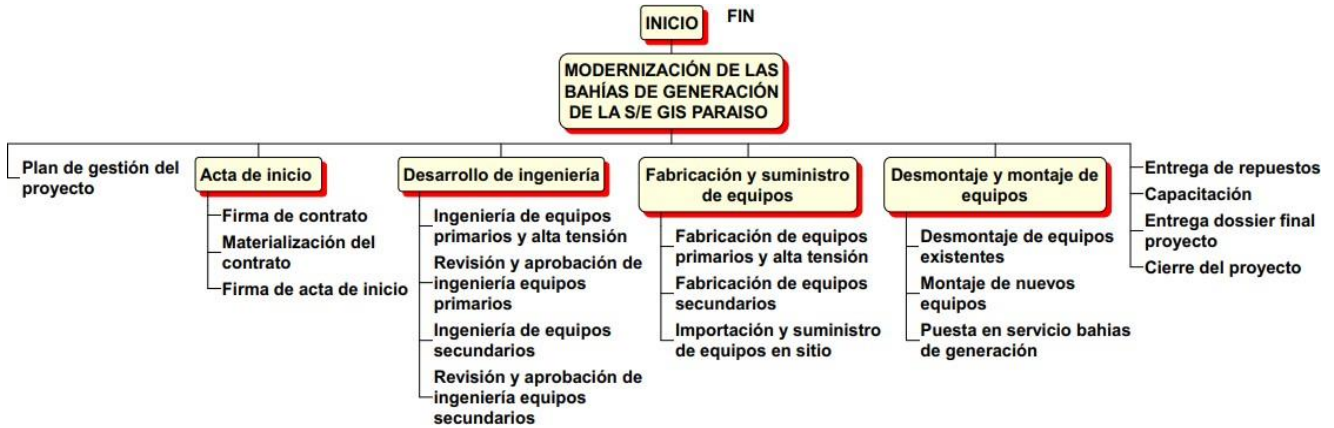 INICIO
FIN
MODERNIZACIÓN DE LAS
BAHÍAS DE GENERACIÓN
DE LA S/E GIS PARAISO
Plan de gestión del
proyecto
Acta de inicio
Firma de contrato
Materialización del
contrato
Firma de acta de inicio
Desarrollo de ingeniería
Ingeniería de equipos
primarios y alta tensión
Revisión y aprobación de
ingeniería equipos
primarios
Ingeniería de equipos
secundarios
Revisión y aprobación de
ingeniería equipos
secundarios
Fabricación y suministro
de equipos
Fabricación de equipos
primarios y alta tensión
Fabricación de equipos
secundarios
Importación y suministro
de equipos en sitio
Desmontaje y montaje de
equipos
Desmontaje de equipos
existentes
Montaje de nuevos
equipos
Puesta en servicio bahias
de generación
Entrega de repuestos
Capacitación
Entrega dossier final
proyecto
Cierre del proyecto